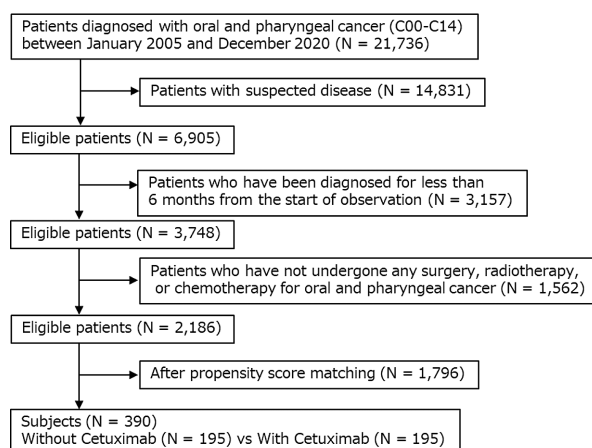 Patients diagnosed with oral and pharyngeal cancer (C00-C14)
between January 2005 and December 2020 (N = 21,736)
Patients with suspected disease (N = 14,831)
Eligible patients (N = 6,905)
Patients who have been diagnosed for less than
6 months from the start of observation (N = 3,157)
Eligible patients (N = 3,748)
Patients who have not undergone any surgery, radiotherapy,
or chemotherapy for oral and pharyngeal cancer (N = 1,562)
Eligible patients (N = 2,186)
After propensity score matching (N = 1,796)
Subjects (N = 390)
Without Cetuximab (N = 195) vs With Cetuximab (N = 195)